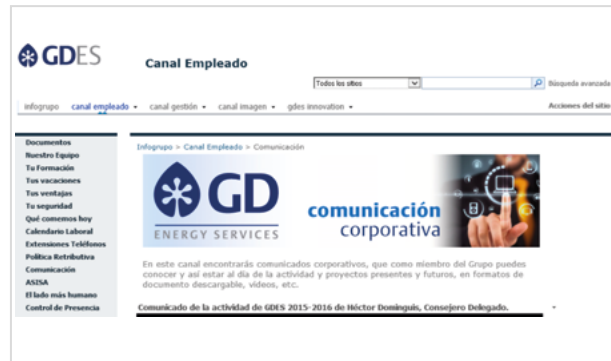 GDES
Canal Empleado
Todos los sitios
Búsqueda avanzada
infogrupo canal empleado canal gestión canal imagen gdes innovation Acciones del sitio
Documentos
Nuestro Equipo
Tu Formación
Tus vacaciones
Tus ventajas
Tu seguridad
Qué comemos hoy
Calendario Laboral
Extensiones Teléfonos
Política Retributiva
Comunicación
ASISA
El lado más humano
Control de Presencia
Infogrupo > Canal Empleado > Comunicación
GD
ENERGY SERVICES
comunicación
corporativa
En este canal encontrarás comunicados corporativos, que como miembro del Grupo puedes
conocer y así estar al día de la actividad y proyectos presentes y futuros, en formatos de
documento descargable, vídeos, etc.
Comunicado de la actividad de GDES 2015-2016 de Héctor Dominguis, Consejero Delegado.